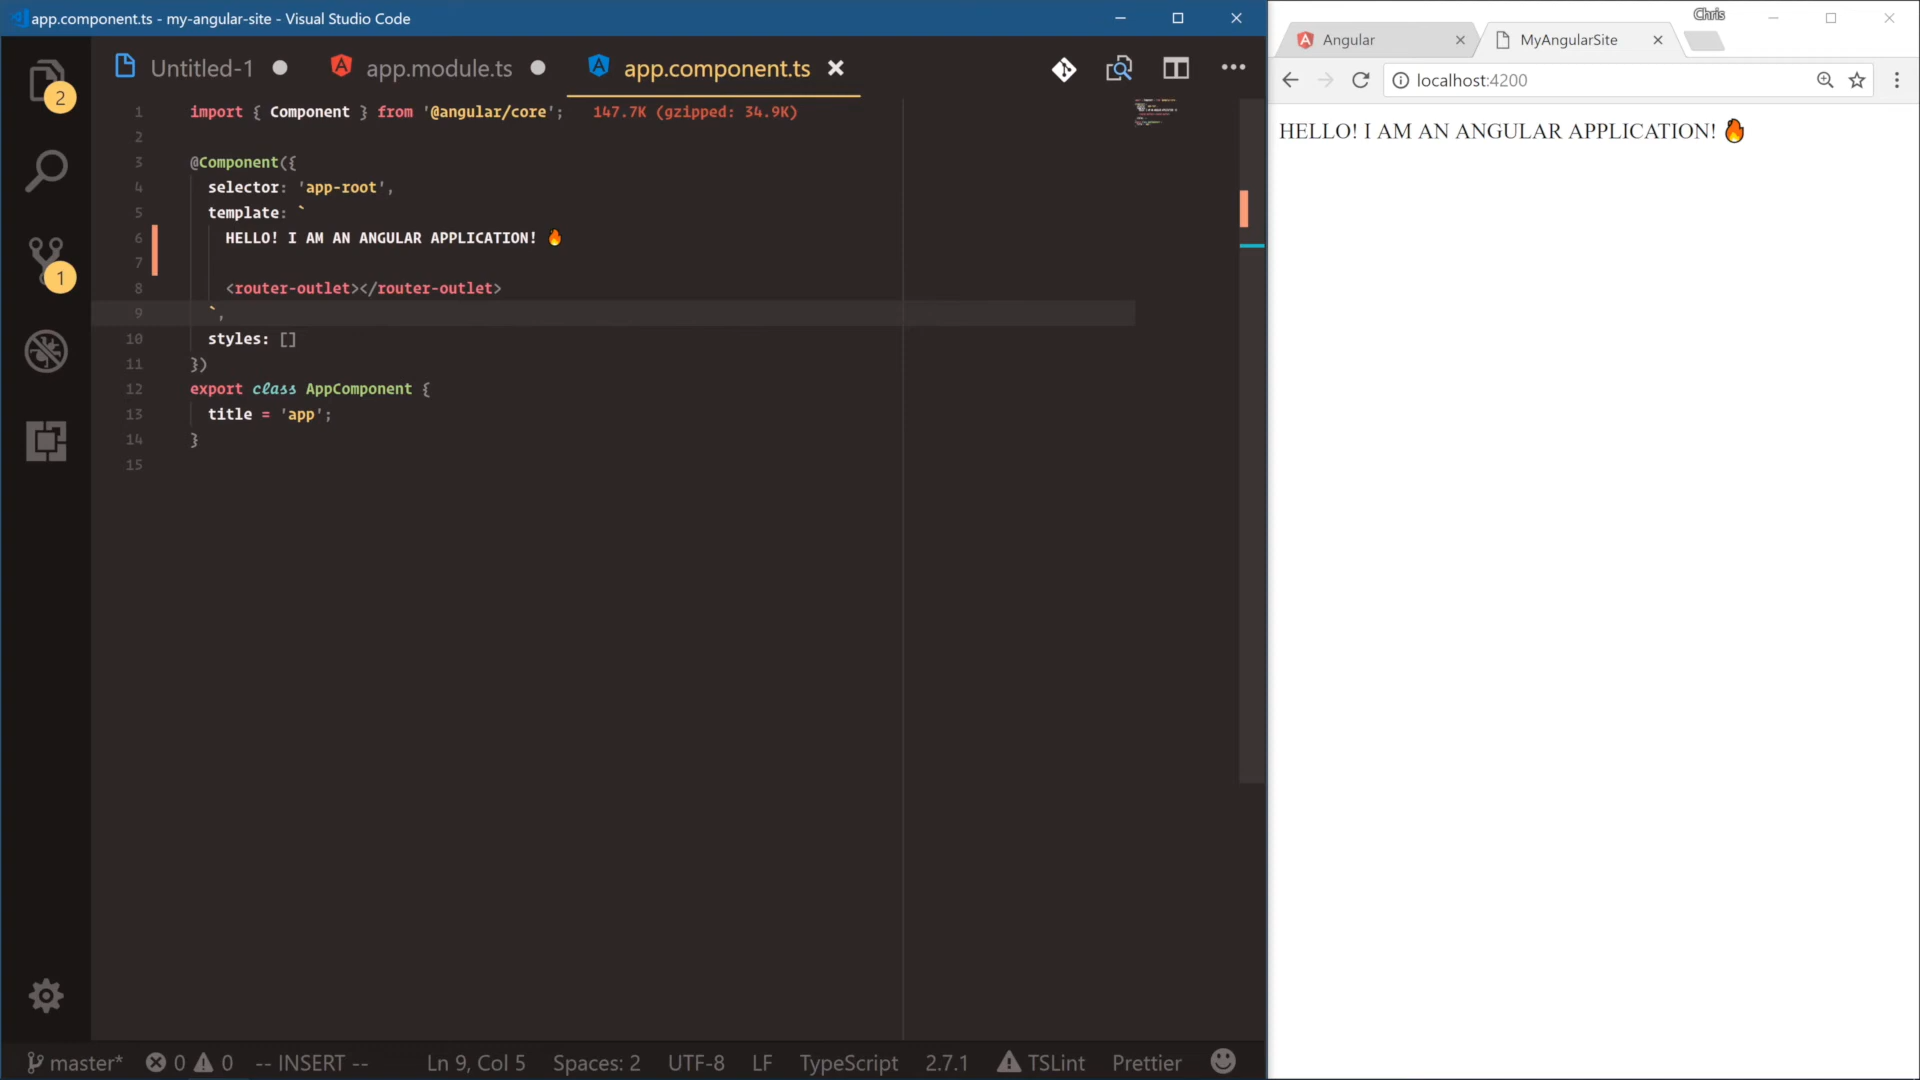 app.component.ts - my-angular-site - Visual Studio Code
Untitled-1
app.module.ts
app.component.ts
2
1
1 import { Component } from '@angular/core'; 147.7K (gzipped: 34.9K)
2
3 @Component({
4 selector: 'app-root',
5 template: `
6 HELLO! I AM AN ANGULAR APPLICATION! 🔥
7
8 <router-outlet></router-outlet>
9 `,
10 styles: []
11 })
12 export class AppComponent {
13 title = 'app';
14 }
15
master* 0 0 -- INSERT -- Ln 9, Col 5 Spaces: 2 UTF-8 LF TypeScript 2.7.1 TSLint Prettier
Chris
Angular
MyAngularSite
localhost:4200
HELLO! I AM AN ANGULAR APPLICATION! 🔥